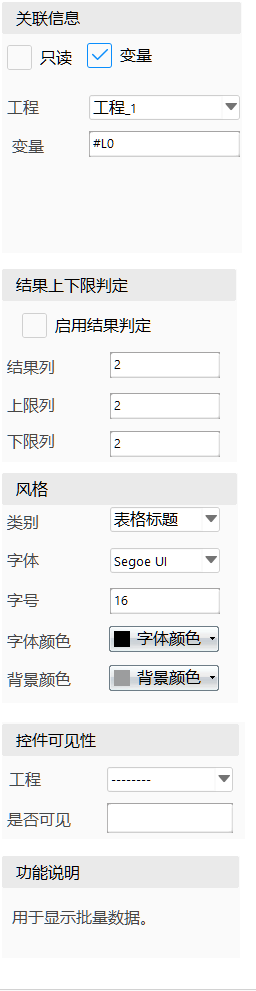 关联信息
只读 变量
工程 工程_1
变量 #L0
结果上下限判定
启用结果判定
结果列 2
上限列 2
下限列 2
风格
类别 表格标题
字体 Segoe UI
字号 16
字体颜色 字体颜色
背景颜色 背景颜色
控件可见性
工程 --------
是否可见
功能说明
用于显示批量数据。